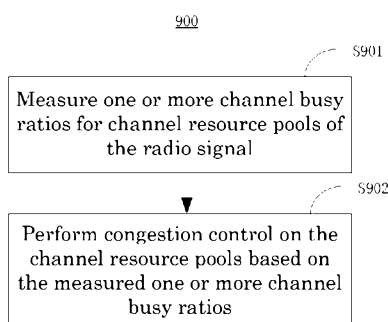 900
S901
Measure one or more channel busy
ratios for channel resource pools of
the radio signal
S902
Perform congestion control on the
channel resource pools based on
the measured one or more channel
busy ratios